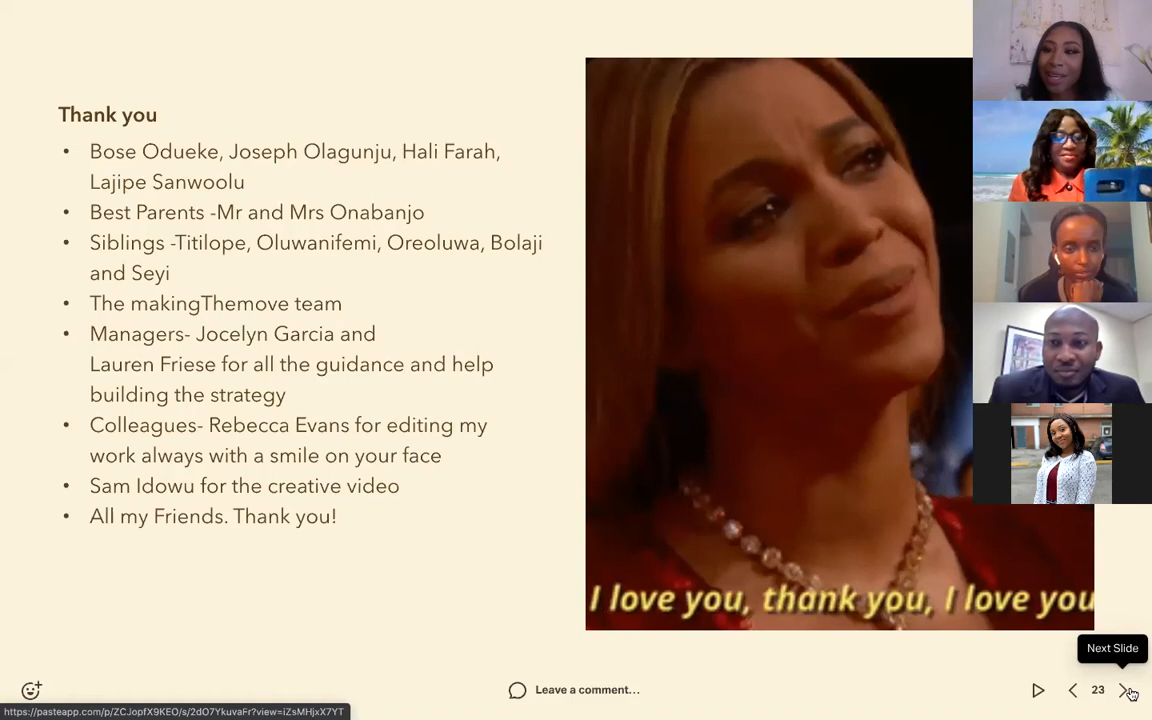 Thank you
• Bose Odueke, Joseph Olagunju, Hali Farah,
Lajipe Sanwoolu
• Best Parents -Mr and Mrs Onabanjo
• Siblings -Titilope, Oluwanifemi, Oreoluwa, Bolaji
and Seyi
• The makingThemove team
• Managers- Jocelyn Garcia and
Lauren Friese for all the guidance and help
building the strategy
• Colleagues- Rebecca Evans for editing my
work always with a smile on your face
• Sam Idowu for the creative video
• All my Friends. Thank you!
I love you, thank you, I love you
Next Slide
Leave a comment...
23
https://pasteapp.com/p/ZCJopfX9KEO/s/2dO7YkuvaFr?view=iZsMHjxX7YT